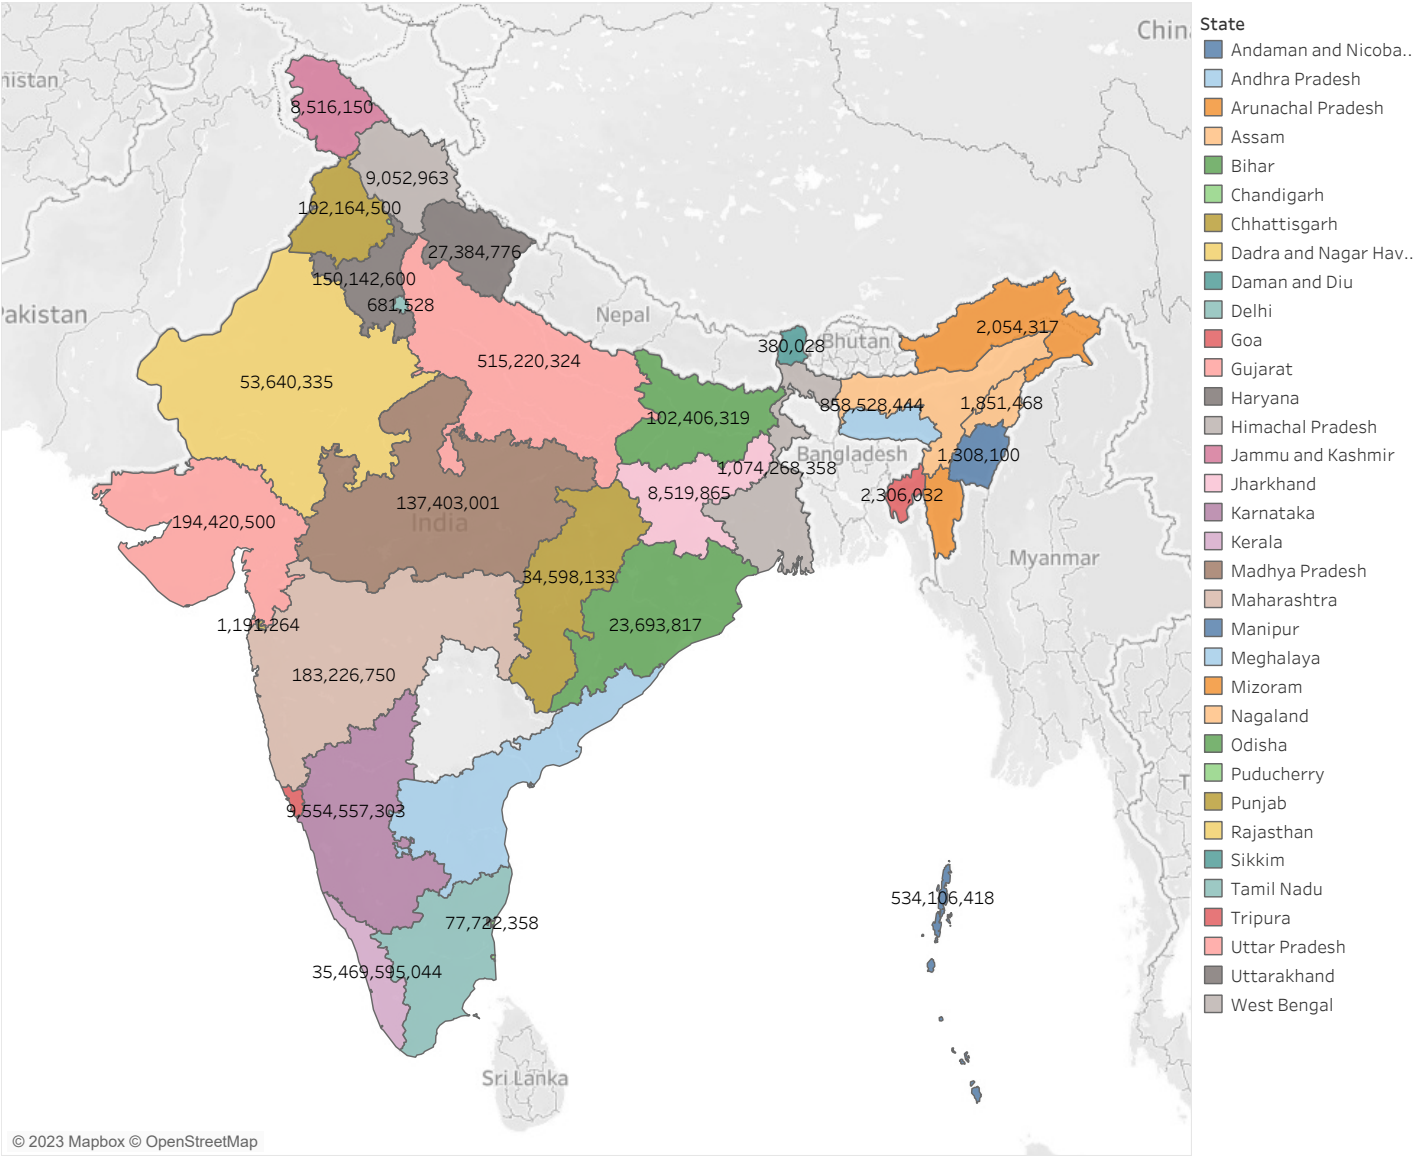 China
nistan
8,516,150
9,052,963
102,164,500
27,384,776
150,142,600
681,528
Pakistan
Nepal
2,054,317
380,028
Bhutan
515,220,324
53,640,335
858,528,444
1,851,468
102,406,319
Bangladesh
1,308,100
1,074,268,358
8,519,865
2,306,032
137,403,001
India
194,420,500
Myanmar
34,598,133
1,191,264
23,693,817
183,226,750
9,554,557,303
534,106,418
77,722,358
35,469,595,044
Sri Lanka
© 2023 Mapbox © OpenStreetMap
State
Andaman and Nicoba..
Andhra Pradesh
Arunachal Pradesh
Assam
Bihar
Chandigarh
Chhattisgarh
Dadra and Nagar Hav..
Daman and Diu
Delhi
Goa
Gujarat
Haryana
Himachal Pradesh
Jammu and Kashmir
Jharkhand
Karnataka
Kerala
Madhya Pradesh
Maharashtra
Manipur
Meghalaya
Mizoram
Nagaland
Odisha
Puducherry
Punjab
Rajasthan
Sikkim
Tamil Nadu
Tripura
Uttar Pradesh
Uttarakhand
West Bengal